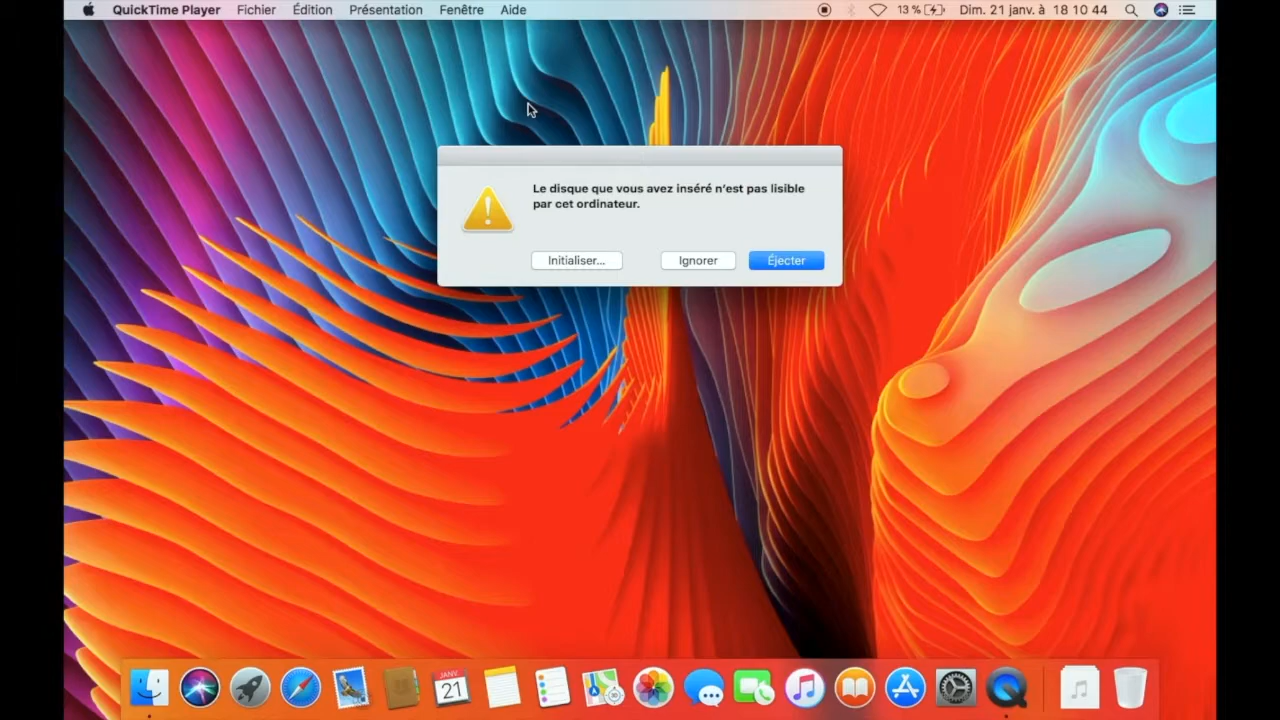 QuickTime Player Fichier Édition Présentation Fenêtre Aide 13 % Dim. 21 janv. à 18 10 44
Le disque que vous avez inséré n’est pas lisible
par cet ordinateur.
Initialiser... Ignorer Éjecter
JANV.
21
3D